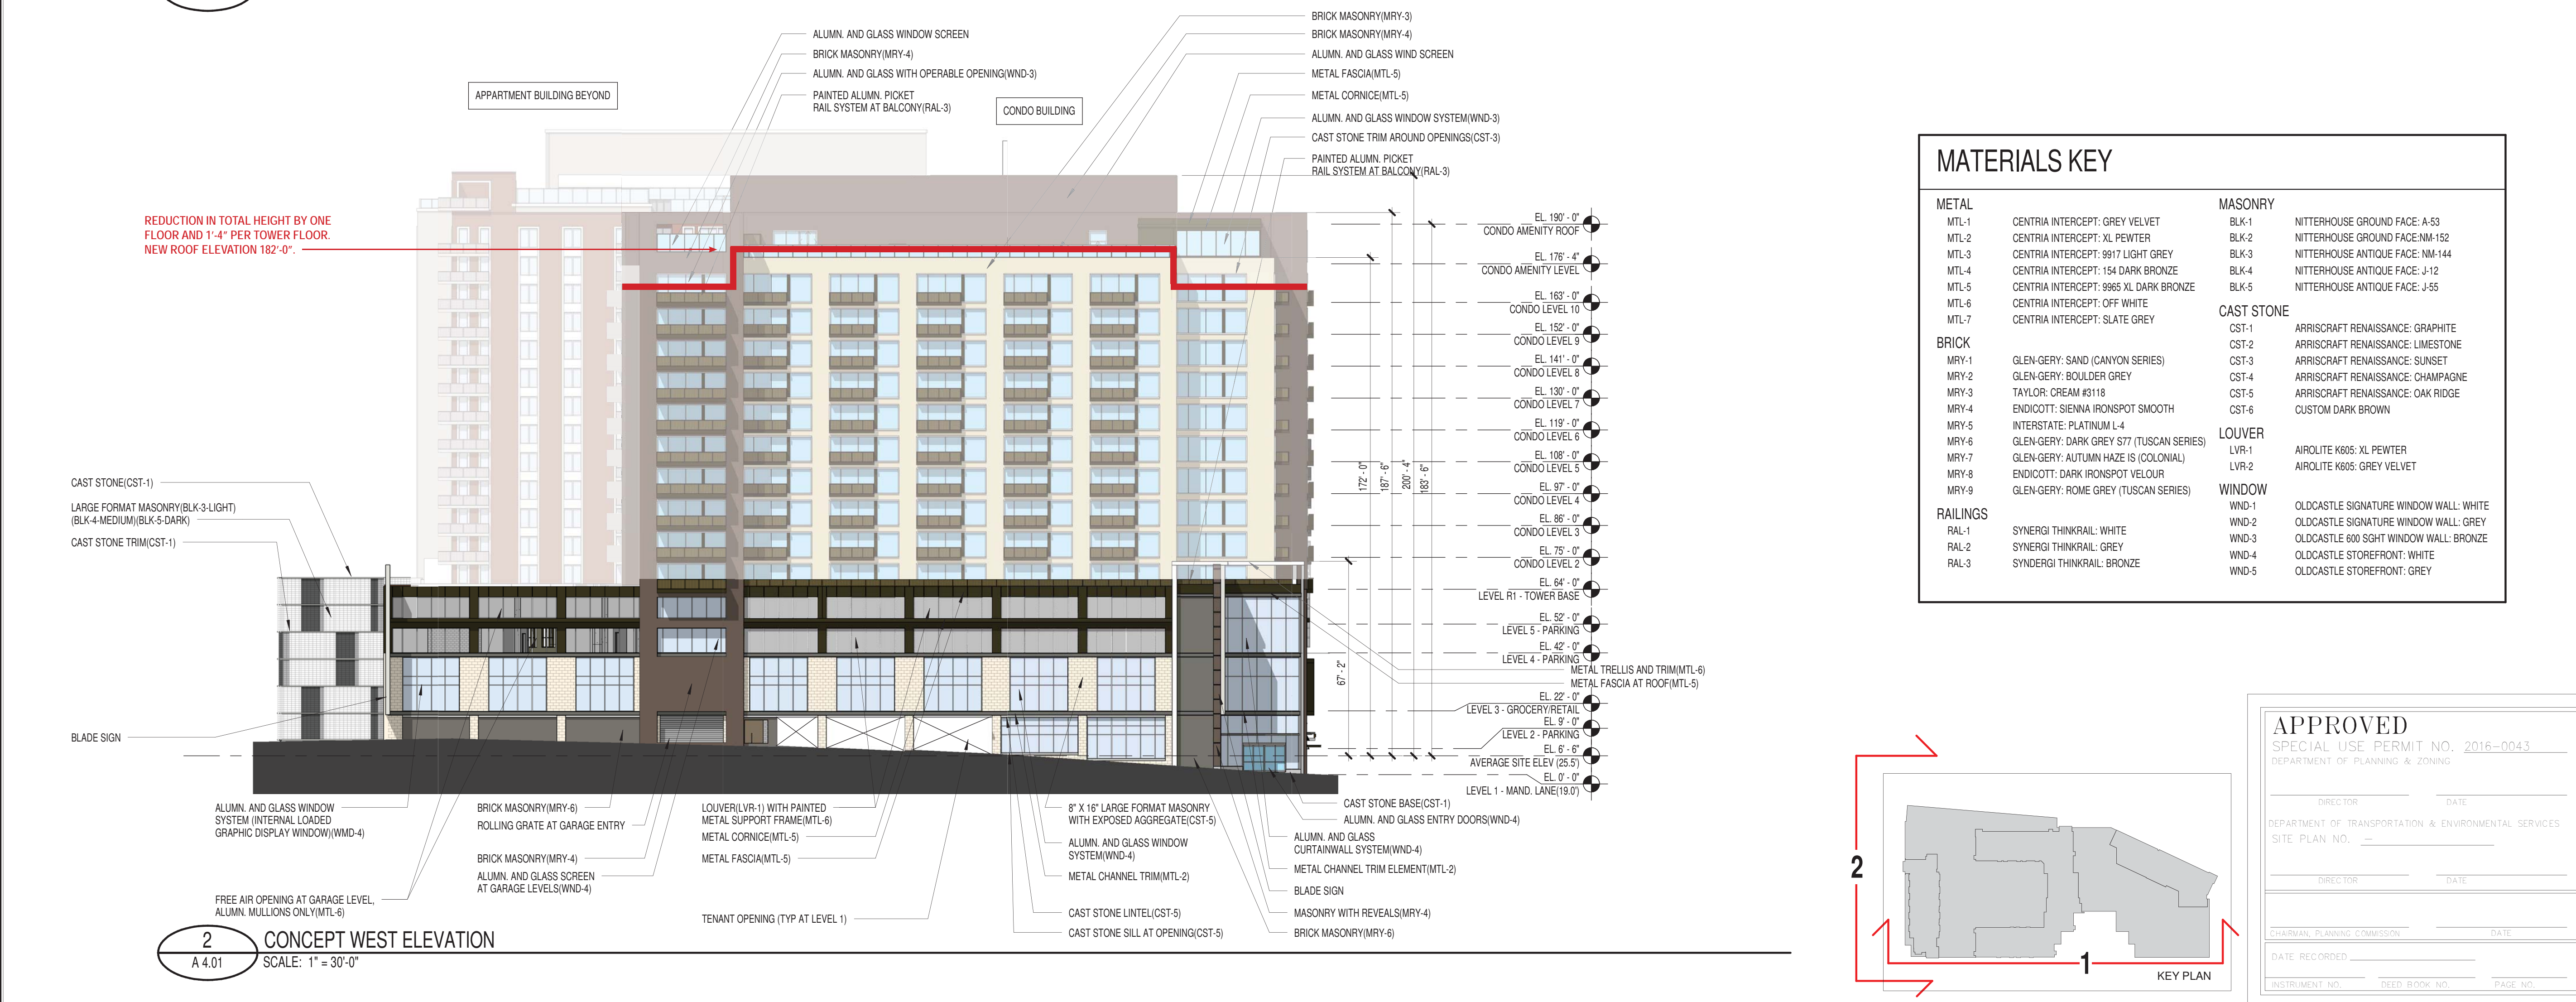 ALUMN. AND GLASS WINDOW SCREEN
BRICK MASONRY(MRY-4)
ALUMN. AND GLASS WITH OPERABLE OPENING(WND-3)
PAINTED ALUMN. PICKET
RAIL SYSTEM AT BALCONY(RAL-3)
APPARTMENT BUILDING BEYOND
CONDO BUILDING
BRICK MASONRY(MRY-3)
BRICK MASONRY(MRY-4)
ALUMN. AND GLASS WIND SCREEN
METAL FASCIA(MTL-5)
METAL CORNICE(MTL-5)
ALUMN. AND GLASS WINDOW SYSTEM(WND-3)
CAST STONE TRIM AROUND OPENINGS(CST-3)
PAINTED ALUMN. PICKET
RAIL SYSTEM AT BALCONY(RAL-3)
REDUCTION IN TOTAL HEIGHT BY ONE
FLOOR AND 1'-4" PER TOWER FLOOR.
NEW ROOF ELEVATION 182'-0".
EL. 190' - 0"
CONDO AMENITY ROOF
EL. 176' - 4"
CONDO AMENITY LEVEL
EL. 163' - 0"
CONDO LEVEL 10
EL. 152' - 0"
CONDO LEVEL 9
EL. 141' - 0"
CONDO LEVEL 8
EL. 130' - 0"
CONDO LEVEL 7
EL. 119' - 0"
CONDO LEVEL 6
EL. 108' - 0"
CONDO LEVEL 5
EL. 97' - 0"
CONDO LEVEL 4
EL. 86' - 0"
CONDO LEVEL 3
EL. 75' - 0"
CONDO LEVEL 2
EL. 64' - 0"
LEVEL R1 - TOWER BASE
EL. 52' - 0"
LEVEL 5 - PARKING
EL. 42' - 0"
LEVEL 4 - PARKING
METAL TRELLIS AND TRIM(MTL-6)
METAL FASCIA AT ROOF(MTL-5)
EL. 22' - 0"
LEVEL 3 - GROCERY/RETAIL
EL. 9' - 0"
LEVEL 2 - PARKING
EL. 6' - 6"
AVERAGE SITE ELEV (25.5')
EL. 0' - 0"
LEVEL 1 - MAND. LANE(19.0')
172' - 0"
187' - 6"
200' - 4"
183' - 6"
67' - 2"
CAST STONE(CST-1)
LARGE FORMAT MASONRY(BLK-3-LIGHT)
(BLK-4-MEDIUM)(BLK-5-DARK)
CAST STONE TRIM(CST-1)
BLADE SIGN
ALUMN. AND GLASS WINDOW
SYSTEM (INTERNAL LOADED
GRAPHIC DISPLAY WINDOW)(WMD-4)
FREE AIR OPENING AT GARAGE LEVEL,
ALUMN. MULLIONS ONLY(MTL-6)
BRICK MASONRY(MRY-6)
ROLLING GRATE AT GARAGE ENTRY
BRICK MASONRY(MRY-4)
ALUMN. AND GLASS SCREEN
AT GARAGE LEVELS(WND-4)
LOUVER(LVR-1) WITH PAINTED
METAL SUPPORT FRAME(MTL-6)
METAL CORNICE(MTL-5)
METAL FASCIA(MTL-5)
TENANT OPENING (TYP AT LEVEL 1)
8" X 16" LARGE FORMAT MASONRY
WITH EXPOSED AGGREGATE(CST-5)
ALUMN. AND GLASS WINDOW
SYSTEM(WND-4)
METAL CHANNEL TRIM(MTL-2)
CAST STONE LINTEL(CST-5)
CAST STONE SILL AT OPENING(CST-5)
CAST STONE BASE(CST-1)
ALUMN. AND GLASS ENTRY DOORS(WND-4)
ALUMN. AND GLASS
CURTAINWALL SYSTEM(WND-4)
METAL CHANNEL TRIM ELEMENT(MTL-2)
BLADE SIGN
MASONRY WITH REVEALS(MRY-4)
BRICK MASONRY(MRY-6)
2
A 4.01
CONCEPT WEST ELEVATION
SCALE: 1" = 30'-0"
MATERIALS KEY
METAL
MTL-1 CENTRIA INTERCEPT: GREY VELVET
MTL-2 CENTRIA INTERCEPT: XL PEWTER
MTL-3 CENTRIA INTERCEPT: 9917 LIGHT GREY
MTL-4 CENTRIA INTERCEPT: 154 DARK BRONZE
MTL-5 CENTRIA INTERCEPT: 9965 XL DARK BRONZE
MTL-6 CENTRIA INTERCEPT: OFF WHITE
MTL-7 CENTRIA INTERCEPT: SLATE GREY
BRICK
MRY-1 GLEN-GERY: SAND (CANYON SERIES)
MRY-2 GLEN-GERY: BOULDER GREY
MRY-3 TAYLOR: CREAM #3118
MRY-4 ENDICOTT: SIENNA IRONSPOT SMOOTH
MRY-5 INTERSTATE: PLATINUM L-4
MRY-6 GLEN-GERY: DARK GREY S77 (TUSCAN SERIES)
MRY-7 GLEN-GERY: AUTUMN HAZE IS (COLONIAL)
MRY-8 ENDICOTT: DARK IRONSPOT VELOUR
MRY-9 GLEN-GERY: ROME GREY (TUSCAN SERIES)
RAILINGS
RAL-1 SYNERGI THINKRAIL: WHITE
RAL-2 SYNERGI THINKRAIL: GREY
RAL-3 SYNDERGI THINKRAIL: BRONZE
MASONRY
BLK-1 NITTERHOUSE GROUND FACE: A-53
BLK-2 NITTERHOUSE GROUND FACE:NM-152
BLK-3 NITTERHOUSE ANTIQUE FACE: NM-144
BLK-4 NITTERHOUSE ANTIQUE FACE: J-12
BLK-5 NITTERHOUSE ANTIQUE FACE: J-55
CAST STONE
CST-1 ARRISCRAFT RENAISSANCE: GRAPHITE
CST-2 ARRISCRAFT RENAISSANCE: LIMESTONE
CST-3 ARRISCRAFT RENAISSANCE: SUNSET
CST-4 ARRISCRAFT RENAISSANCE: CHAMPAGNE
CST-5 ARRISCRAFT RENAISSANCE: OAK RIDGE
CST-6 CUSTOM DARK BROWN
LOUVER
LVR-1 AIROLITE K605: XL PEWTER
LVR-2 AIROLITE K605: GREY VELVET
WINDOW
WND-1 OLDCASTLE SIGNATURE WINDOW WALL: WHITE
WND-2 OLDCASTLE SIGNATURE WINDOW WALL: GREY
WND-3 OLDCASTLE 600 SGHT WINDOW WALL: BRONZE
WND-4 OLDCASTLE STOREFRONT: WHITE
WND-5 OLDCASTLE STOREFRONT: GREY
2
1
KEY PLAN
APPROVED
SPECIAL USE PERMIT NO. 2016-0043
DEPARTMENT OF PLANNING & ZONING
DIRECTOR DATE
DEPARTMENT OF TRANSPORTATION & ENVIRONMENTAL SERVICES
SITE PLAN NO. —
DIRECTOR DATE
CHAIRMAN, PLANNING COMMISSION DATE
DATE RECORDED
INSTRUMENT NO. DEED BOOK NO. PAGE NO.